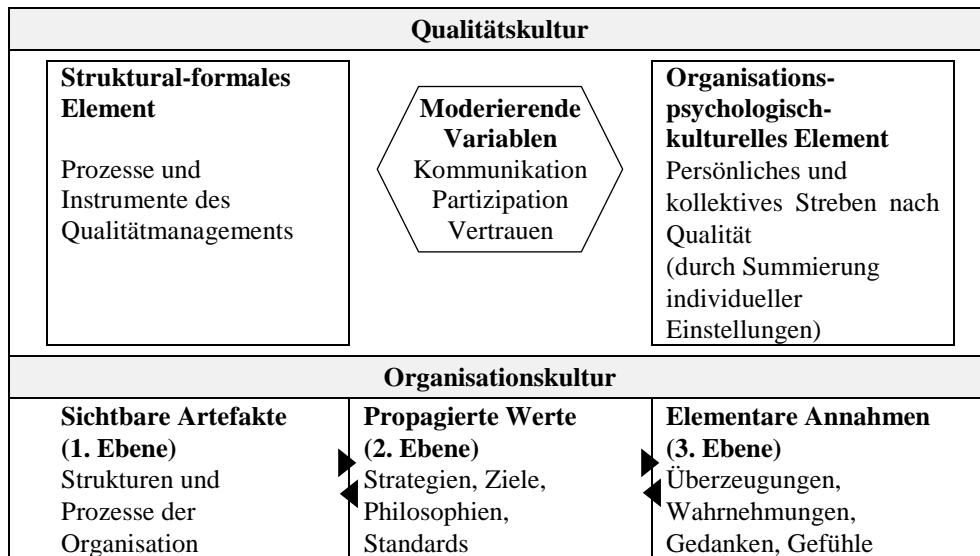 Qualitätskultur
Struktural-formales
Element
Prozesse und
Instrumente des
Qualitätmanagements
Moderierende
Variablen
Kommunikation
Partizipation
Vertrauen
Organisations-
psychologisch-
kulturelles Element
Persönliches und
kollektives Streben nach
Qualität
(durch Summierung
individueller
Einstellungen)
Organisationskultur
Sichtbare Artefakte
(1. Ebene)
Strukturen und
Prozesse der
Organisation
Propagierte Werte
(2. Ebene)
Strategien, Ziele,
Philosophien,
Standards
Elementare Annahmen
(3. Ebene)
Überzeugungen,
Wahrnehmungen,
Gedanken, Gefühle